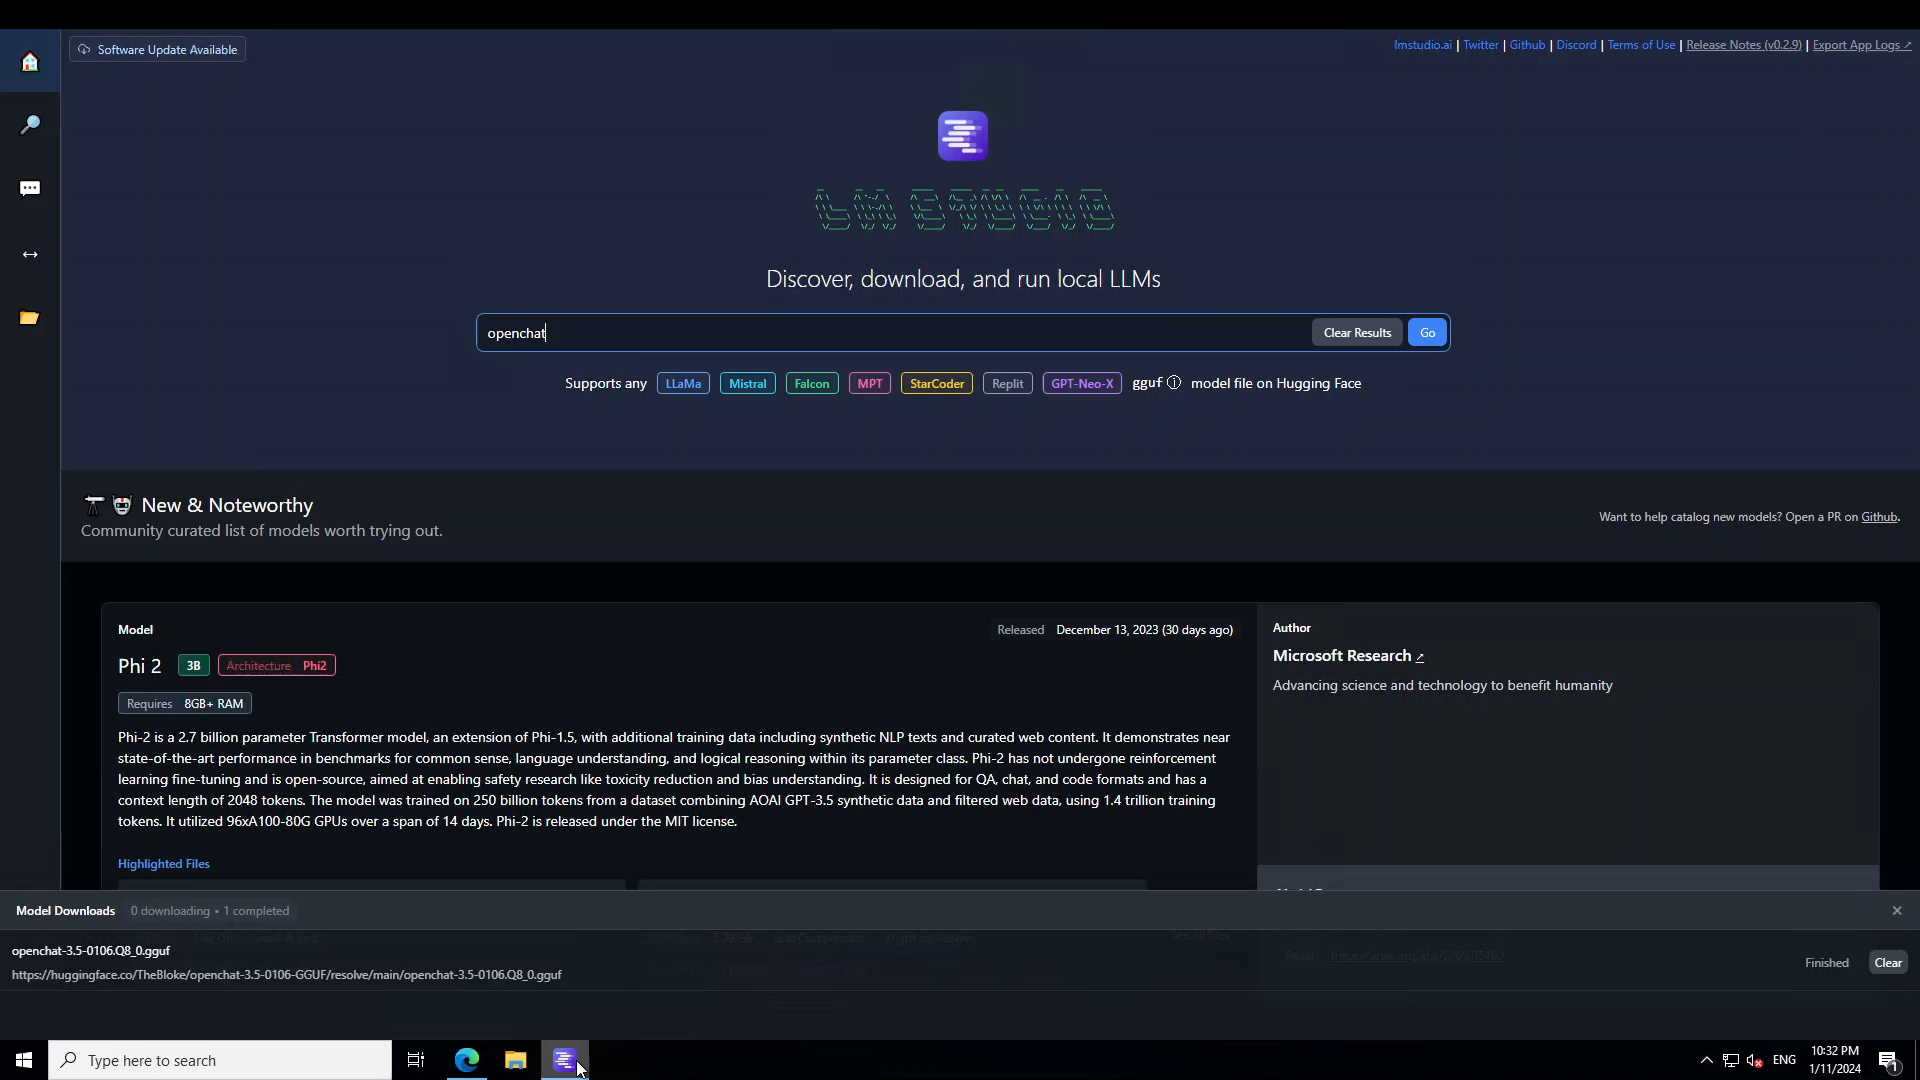 Software Update Available
lmstudio.ai | Twitter | Github | Discord | Terms of Use | Release Notes (v0.2.9) | Export App Logs ↗
LM STUDIO
Discover, download, and run local LLMs
openchat
Clear Results
Go
Supports any LLaMa Mistral Falcon MPT StarCoder Replit GPT-Neo-X gguf ⓘ model file on Hugging Face
New & Noteworthy
Community curated list of models worth trying out.
Want to help catalog new models? Open a PR on Github.
Model
Released December 13, 2023 (30 days ago)
Phi 2 3B Architecture Phi2
Requires 8GB+ RAM
Phi-2 is a 2.7 billion parameter Transformer model, an extension of Phi-1.5, with additional training data including synthetic NLP texts and curated web content. It demonstrates near
state-of-the-art performance in benchmarks for common sense, language understanding, and logical reasoning within its parameter class. Phi-2 has not undergone reinforcement
learning fine-tuning and is open-source, aimed at enabling safety research like toxicity reduction and bias understanding. It is designed for QA, chat, and code formats and has a
context length of 2048 tokens. The model was trained on 250 billion tokens from a dataset combining AOAI GPT-3.5 synthetic data and filtered web data, using 1.4 trillion training
tokens. It utilized 96xA100-80G GPUs over a span of 14 days. Phi-2 is released under the MIT license.
Highlighted Files
Author
Microsoft Research ↗
Advancing science and technology to benefit humanity
Model Downloads 0 downloading • 1 completed
openchat-3.5-0106.Q8_0.gguf
https://huggingface.co/TheBloke/openchat-3.5-0106-GGUF/resolve/main/openchat-3.5-0106.Q8_0.gguf
Finished
Clear
Type here to search
ENG
10:32 PM
1/11/2024
1